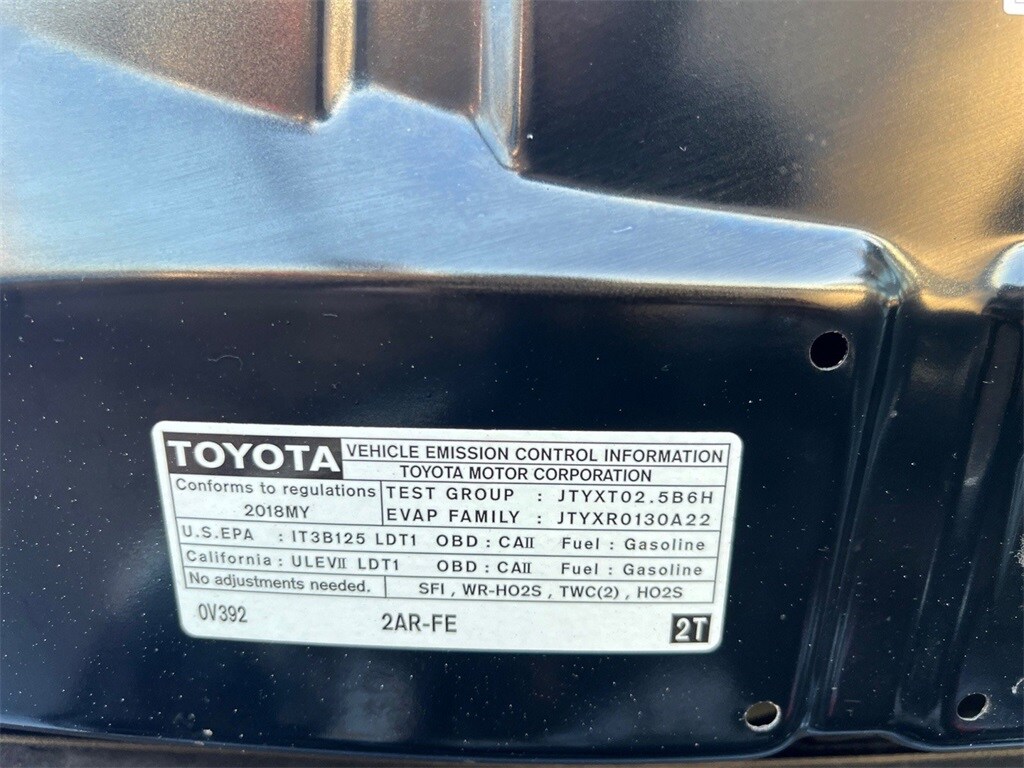 TOYOTA VEHICLE EMISSION CONTROL INFORMATION
TOYOTA MOTOR CORPORATION
Conforms to regulations
2018MY
TEST GROUP : JTYXT02.5B6H
EVAP FAMILY : JTYXR0130A22
U.S.EPA : IT3B125 LDT1 OBD : CAII Fuel : Gasoline
California : ULEVII LDT1 OBD : CAII Fuel : Gasoline
No adjustments needed. SFI , WR-HO2S , TWC(2) , HO2S
0V392 2AR-FE 2T